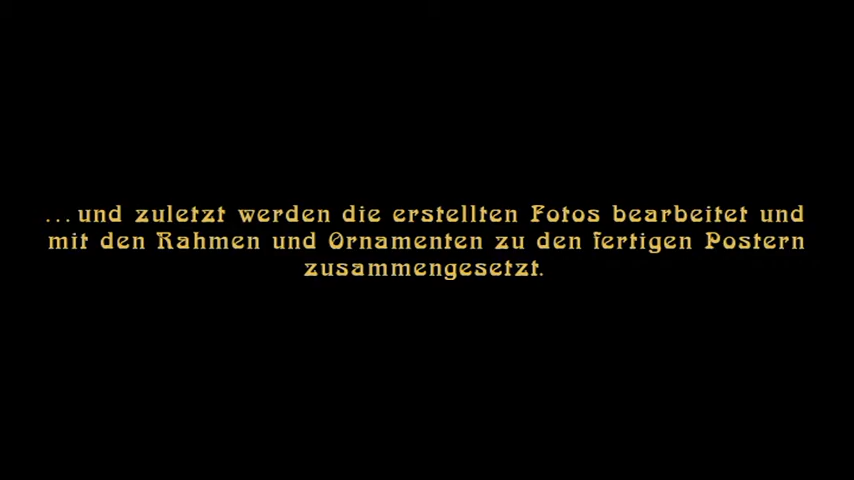 ...und zuletzt werden die erstellten Fotos bearbeitet und
mit den Rahmen und Ornamenten zu den fertigen Postern
zusammengesetzt.